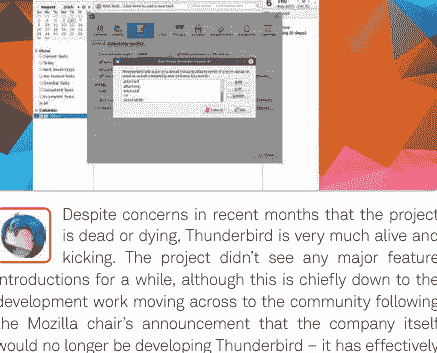 Despite concerns in recent months that the project
is dead or dying, Thunderbird is very much alive and
kicking. The project didn’t see any major feature
introductions for a while, although this is chiefly down to the
development work moving across to the community following
the Mozilla chair’s announcement that the company itself
would no longer be developing Thunderbird – it has effectively